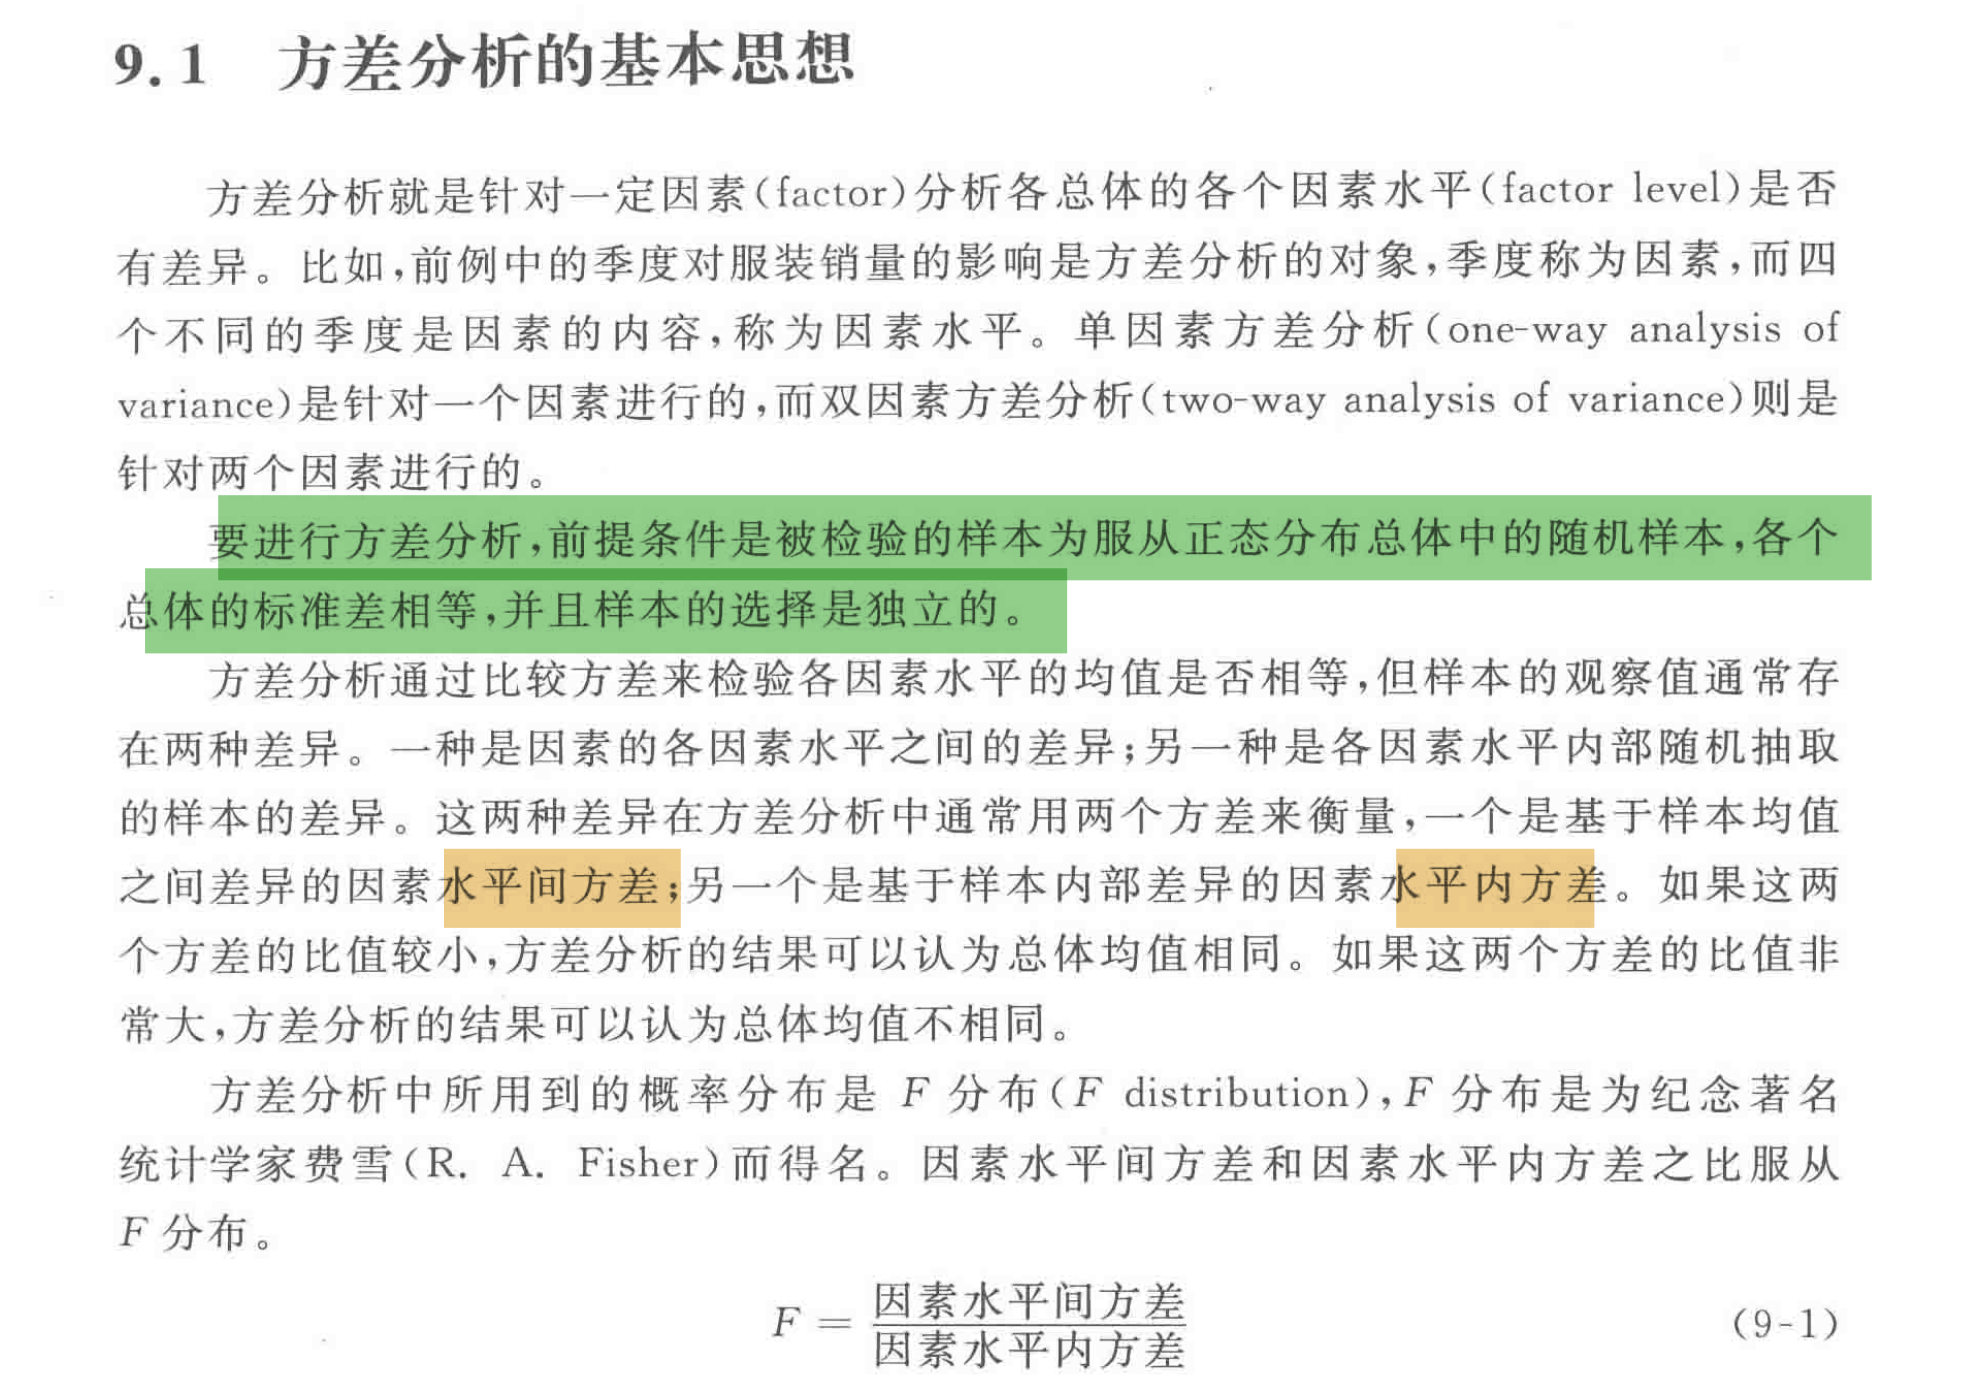 9.1 方差分析的基本思想
方差分析就是针对一定因素(factor)分析各总体的各个因素水平(factor level)是否
有差异。比如,前例中的季度对服装销量的影响是方差分析的对象,季度称为因素,而四
个不同的季度是因素的内容,称为因素水平。单因素方差分析(one-way analysis of
variance)是针对一个因素进行的,而双因素方差分析(two-way analysis of variance)则是
针对两个因素进行的。
要进行方差分析,前提条件是被检验的样本为服从正态分布总体中的随机样本,各个
总体的标准差相等,并且样本的选择是独立的。
方差分析通过比较方差来检验各因素水平的均值是否相等,但样本的观察值通常存
在两种差异。一种是因素的各因素水平之间的差异;另一种是各因素水平内部随机抽取
的样本的差异。这两种差异在方差分析中通常用两个方差来衡量,一个是基于样本均值
之间差异的因素水平间方差;另一个是基于样本内部差异的因素水平内方差。如果这两
个方差的比值较小,方差分析的结果可以认为总体均值相同。如果这两个方差的比值非
常大,方差分析的结果可以认为总体均值不相同。
方差分析中所用到的概率分布是 F 分布(F distribution),F 分布是为纪念著名
统计学家费雪(R. A. Fisher)而得名。因素水平间方差和因素水平内方差之比服从
F 分布。
因素水平间方差
F = (9-1)
因素水平内方差